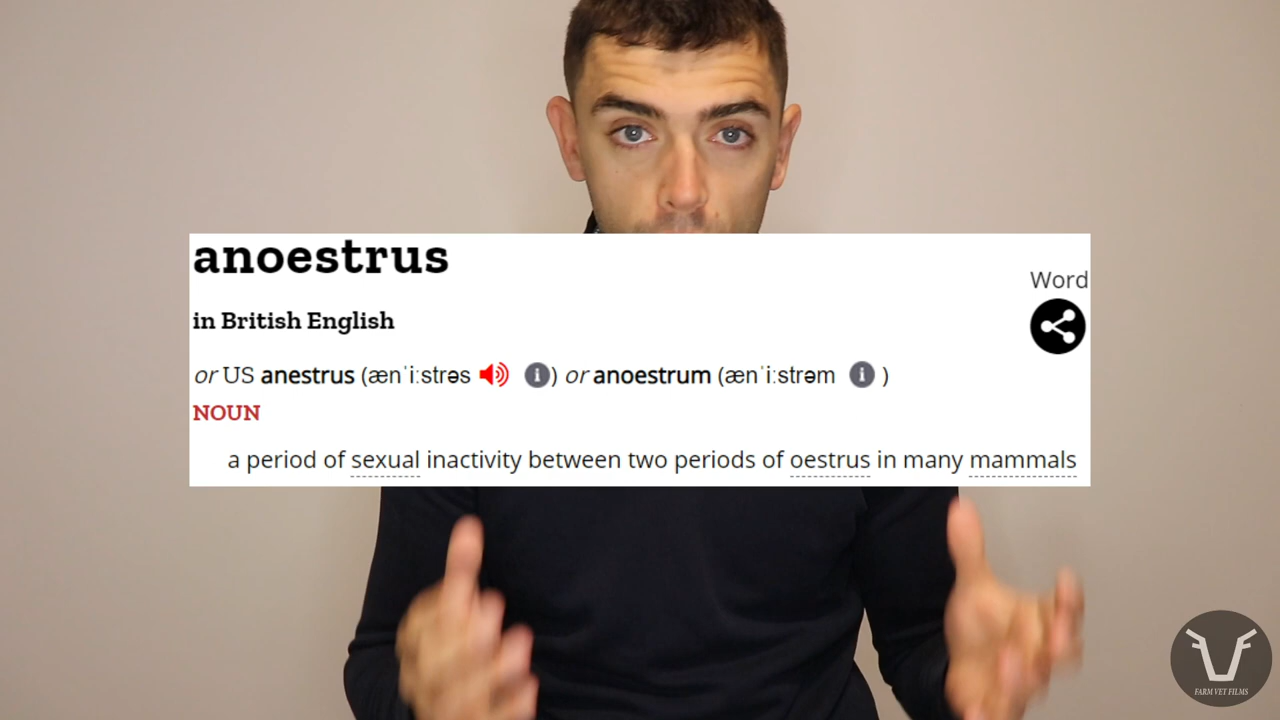 anoestrus
Word
in British English
or US anestrus (ænˈiːstrəs ) or anoestrum (ænˈiːstrəm )
NOUN
a period of sexual inactivity between two periods of oestrus in many mammals
FARM VET FILMS